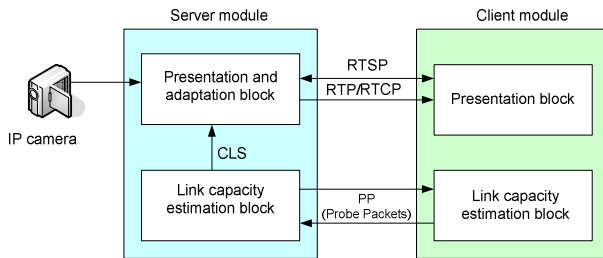 Server module
Client module
Presentation and
adaptation block
RTSP
RTP/RTCP
Presentation block
IP camera
CLS
Link capacity
estimation block
PP
(Probe Packets)
Link capacity
estimation block